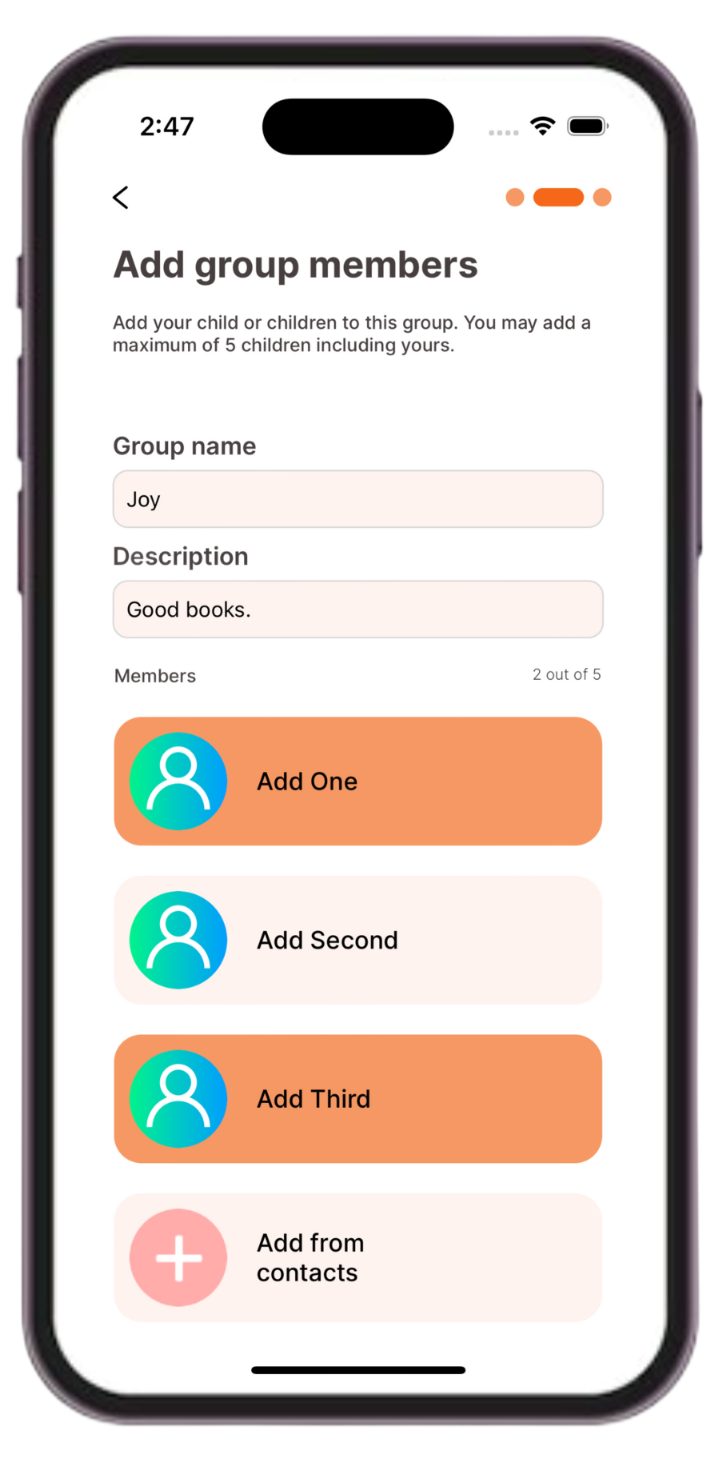 2:47
Add group members
Add your child or children to this group. You may add a
maximum of 5 children including yours.
Group name
Joy
Description
Good books.
Members 2 out of 5
Add One
Add Second
Add Third
Add from
contacts